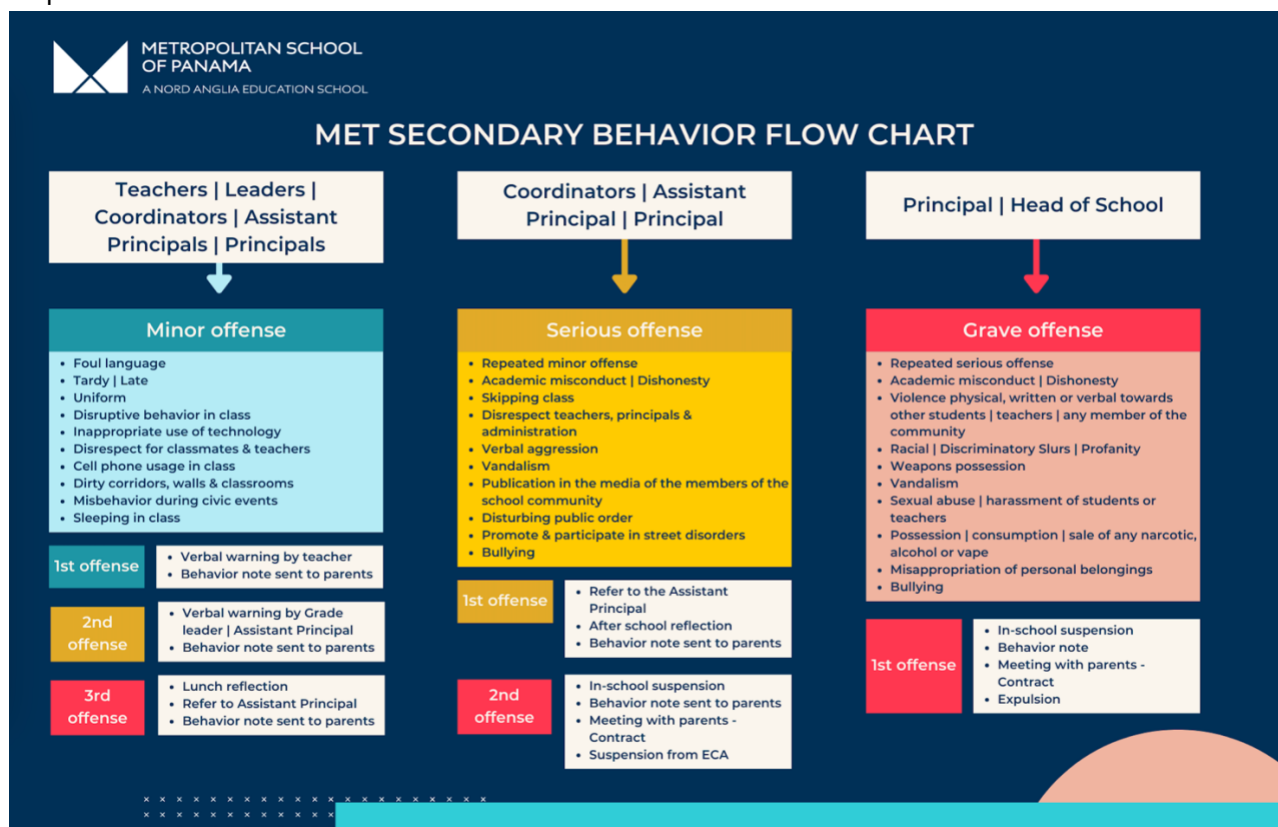 METROPOLITAN SCHOOL
OF PANAMA
A NORD ANGLIA EDUCATION SCHOOL
MET SECONDARY BEHAVIOR FLOW CHART
Teachers | Leaders |
Coordinators | Assistant
Principals | Principals
Minor offense
• Foul language
• Tardy | Late
• Uniform
• Disruptive behavior in class
• Inappropriate use of technology
• Disrespect for classmates & teachers
• Cell phone usage in class
• Dirty corridors, walls & classrooms
• Misbehavior during civic events
• Sleeping in class
1st offense
• Verbal warning by teacher
• Behavior note sent to parents
2nd
offense
• Verbal warning by Grade
leader | Assistant Principal
• Behavior note sent to parents
3rd
offense
• Lunch reflection
• Refer to Assistant Principal
• Behavior note sent to parents
Coordinators | Assistant
Principal | Principal
Serious offense
• Repeated minor offense
• Academic misconduct | Dishonesty
• Skipping class
• Disrespect teachers, principals &
administration
• Verbal aggression
• Vandalism
• Publication in the media of the members of the
school community
• Disturbing public order
• Promote & participate in street disorders
• Bullying
1st offense
• Refer to the Assistant
Principal
• After school reflection
• Behavior note sent to parents
2nd
offense
• In-school suspension
• Behavior note sent to parents
• Meeting with parents -
Contract
• Suspension from ECA
Principal | Head of School
Grave offense
• Repeated serious offense
• Academic misconduct | Dishonesty
• Violence physical, written or verbal towards
other students | teachers | any member of the
community
• Racial | Discriminatory Slurs | Profanity
• Weapons possession
• Vandalism
• Sexual abuse | harassment of students or
teachers
• Possession | consumption | sale of any narcotic,
alcohol or vape
• Misappropriation of personal belongings
• Bullying
1st offense
• In-school suspension
• Behavior note
• Meeting with parents -
Contract
• Expulsion